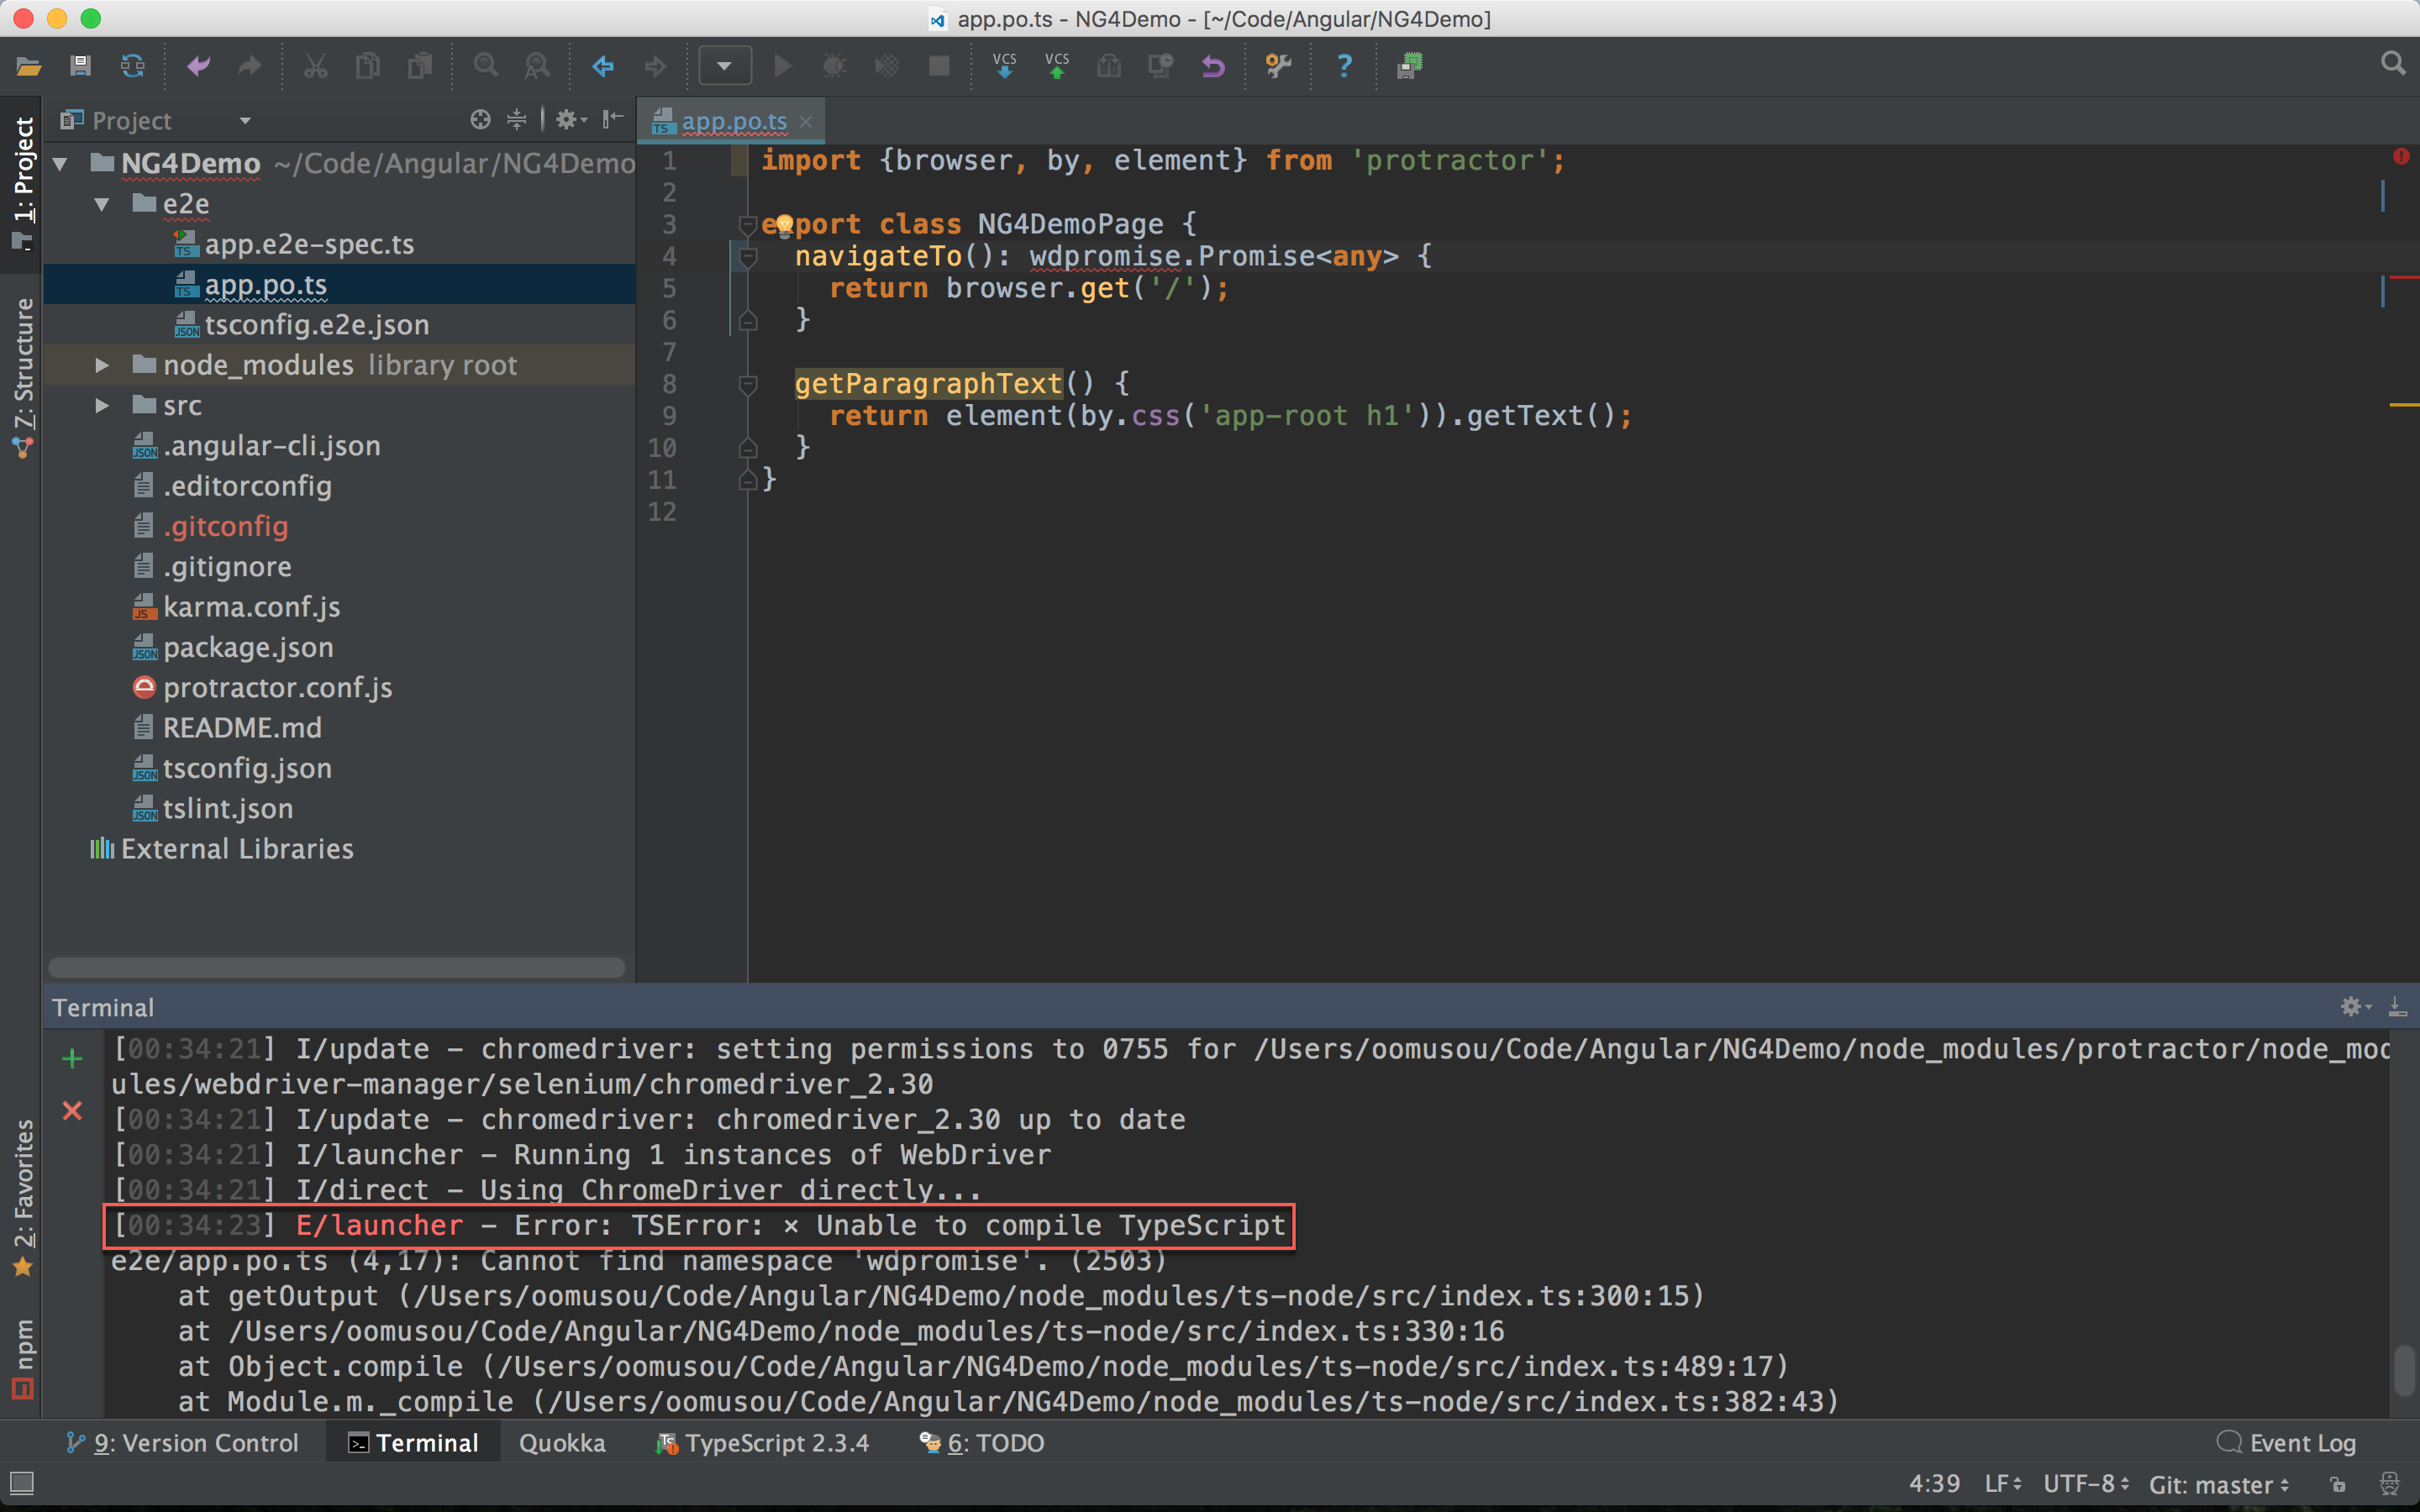 app.po.ts - NG4Demo - [~/Code/Angular/NG4Demo]
VCS VCS ?
1: Project
7: Structure
2: Favorites
npm
Project
NG4Demo ~/Code/Angular/NG4Demo
e2e
app.e2e-spec.ts
app.po.ts
tsconfig.e2e.json
node_modules library root
src
.angular-cli.json
.editorconfig
.gitconfig
.gitignore
karma.conf.js
package.json
protractor.conf.js
README.md
tsconfig.json
tslint.json
External Libraries
app.po.ts
1 import {browser, by, element} from 'protractor';
2
3 export class NG4DemoPage {
4 navigateTo(): wdpromise.Promise<any> {
5 return browser.get('/');
6 }
7
8 getParagraphText() {
9 return element(by.css('app-root h1')).getText();
10 }
11 }
12
Terminal
[00:34:21] I/update - chromedriver: setting permissions to 0755 for /Users/oomusou/Code/Angular/NG4Demo/node_modules/protractor/node_mod
ules/webdriver-manager/selenium/chromedriver_2.30
[00:34:21] I/update - chromedriver: chromedriver_2.30 up to date
[00:34:21] I/launcher - Running 1 instances of WebDriver
[00:34:21] I/direct - Using ChromeDriver directly...
[00:34:23] E/launcher - Error: TSError: × Unable to compile TypeScript
e2e/app.po.ts (4,17): Cannot find namespace 'wdpromise'. (2503)
at getOutput (/Users/oomusou/Code/Angular/NG4Demo/node_modules/ts-node/src/index.ts:300:15)
at /Users/oomusou/Code/Angular/NG4Demo/node_modules/ts-node/src/index.ts:330:16
at Object.compile (/Users/oomusou/Code/Angular/NG4Demo/node_modules/ts-node/src/index.ts:489:17)
at Module.m._compile (/Users/oomusou/Code/Angular/NG4Demo/node_modules/ts-node/src/index.ts:382:43)
9: Version Control Terminal Quokka TypeScript 2.3.4 6: TODO Event Log
4:39 LF UTF-8 Git: master